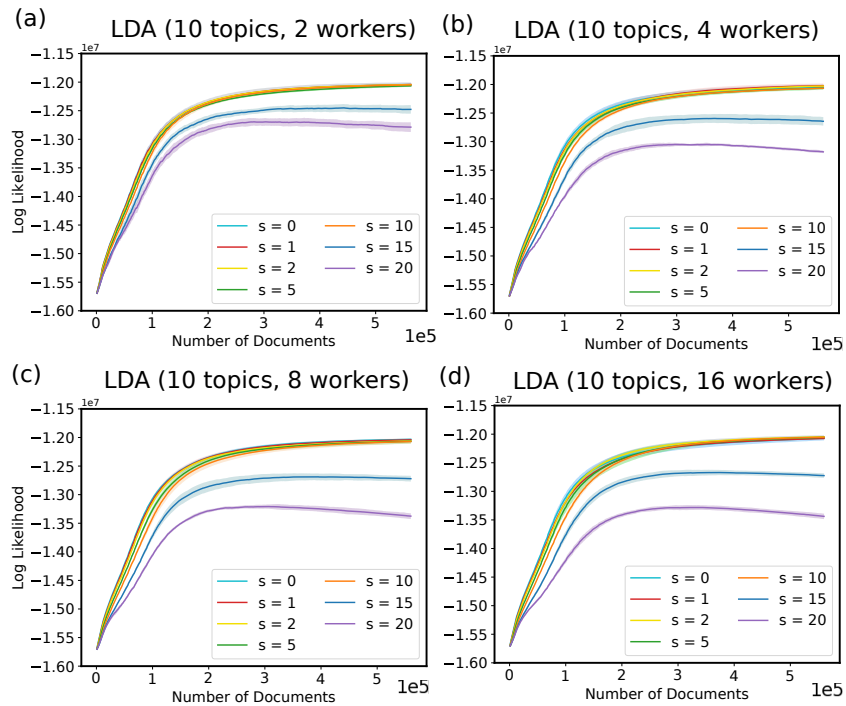 (a)
LDA (10 topics, 2 workers)
1e7
−1.15
−1.20
−1.25
−1.30
−1.35
−1.40
−1.45
−1.50
−1.55
−1.60
Log Likelihood
s = 0
s = 1
s = 2
s = 5
s = 10
s = 15
s = 20
0 1 2 3 4 5
Number of Documents
1e5
(b)
LDA (10 topics, 4 workers)
1e7
−1.15
−1.20
−1.25
−1.30
−1.35
−1.40
−1.45
−1.50
−1.55
−1.60
s = 0
s = 1
s = 2
s = 5
s = 10
s = 15
s = 20
0 1 2 3 4 5
Number of Documents
1e5
(c)
LDA (10 topics, 8 workers)
1e7
−1.15
−1.20
−1.25
−1.30
−1.35
−1.40
−1.45
−1.50
−1.55
−1.60
Log Likelihood
s = 0
s = 1
s = 2
s = 5
s = 10
s = 15
s = 20
0 1 2 3 4 5
Number of Documents
1e5
(d)
LDA (10 topics, 16 workers)
1e7
−1.15
−1.20
−1.25
−1.30
−1.35
−1.40
−1.45
−1.50
−1.55
−1.60
s = 0
s = 1
s = 2
s = 5
s = 10
s = 15
s = 20
0 1 2 3 4 5
Number of Documents
1e5